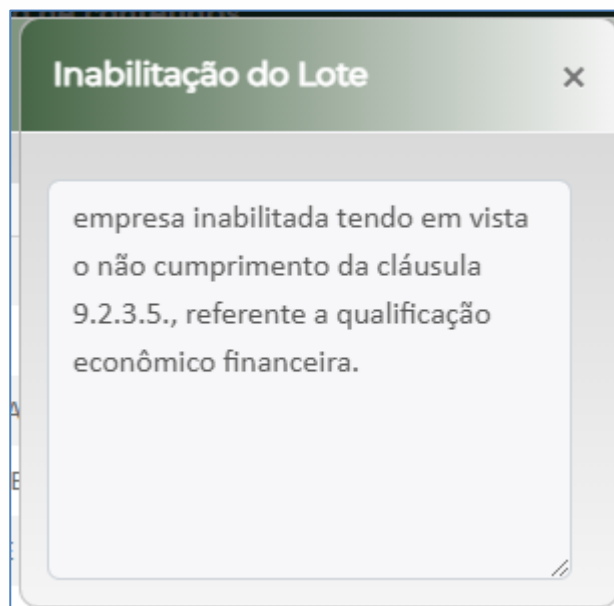 Inabilitação do Lote
×
empresa inabilitada tendo em vista
o não cumprimento da cláusula
9.2.3.5., referente a qualificação
econômico financeira.